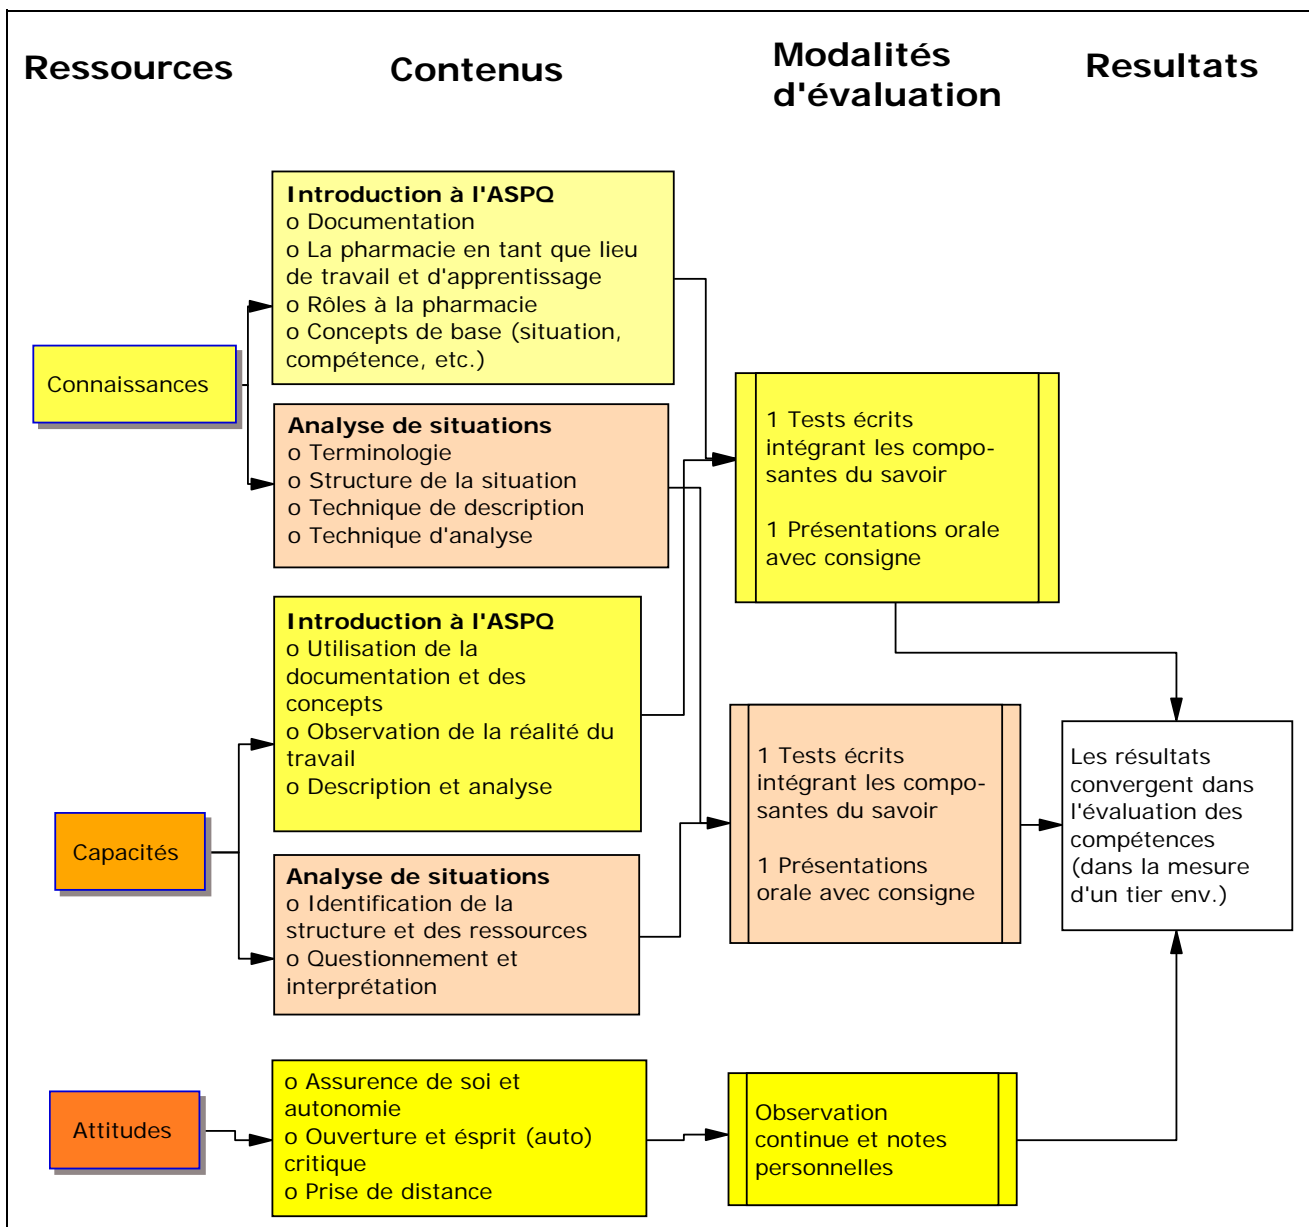 Ressources
Contenus
Modalités
d'évaluation
Resultats
Connaissances
Introduction à l'ASPQ
o Documentation
o La pharmacie en tant que lieu
de travail et d'apprentissage
o Rôles à la pharmacie
o Concepts de base (situation,
compétence, etc.)
Analyse de situations
o Terminologie
o Structure de la situation
o Technique de description
o Technique d'analyse
1 Tests écrits
intégrant les compo-
santes du savoir
1 Présentations orale
avec consigne
Capacités
Introduction à l'ASPQ
o Utilisation de la
documentation et des
concepts
o Observation de la réalité du
travail
o Description et analyse
Analyse de situations
o Identification de la
structure et des ressources
o Questionnement et
interprétation
1 Tests écrits
intégrant les compo-
santes du savoir
1 Présentations
orale avec consigne
Les résultats
convergent dans
l'évaluation des
compétences
(dans la mesure
d'un tier env.)
Attitudes
o Assurence de soi et
autonomie
o Ouverture et ésprit (auto)
critique
o Prise de distance
Observation
continue et notes
personnelles